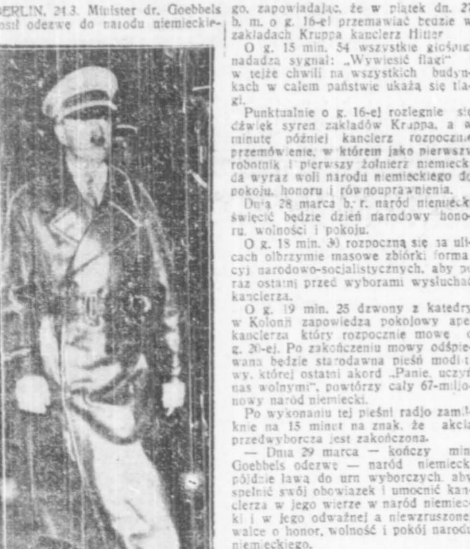 BERLIN, 24.3. Minister dr. Goebbels
odezwę do narodu niemieckie-
go, zapowiadając, że w piątek dn. 27
b. m. o g. 16-ej przemawiać będzie w
zakładach Kruppa kanclerz Hitler
O g. 15 min. 54 wszystkie głośniki
nadadzą sygnał: „Wywiesić flagi”
w tejże chwili na wszystkich budyn-
kach w całem państwie ukażą się fla-
gi.
Punktualnie o g. 16-ej rozlegnie się
dźwięk syren zakładów Kruppa, a o
minutę później kanclerz rozpocznie
przemówienie, w którem jako pierwszy
robotnik i pierwszy żołnierz niemiecki
da wyraz woli narodu niemieckiego do
pokoju, honoru i równouprawnienia.
Dnia 28 marca b. r. naród niemiecki
święcić będzie dzień narodowy hono-
ru, wolności i pokoju.
O g. 18 min. 30 rozpoczną się na uli-
cach olbrzymie masowe zbiórki forma-
cyj narodowo-socjalistycznych, aby po
raz ostatni przed wyborami wysłuchać
kanclerza.
O g. 19 min. 25 dzwony z katedry
w Kolonji zapowiedzą pokojowy apel
kanclerza który rozpocznie mowę o
g. 20-ej. Po zakończeniu mowy odśpie-
wana będzie starodawna pieśń modlit
wy, której ostatni akord „Panie, uczyń
nas wolnymi”, powtórzy cały 67-miljo-
nowy naród niemiecki.
Po wykonaniu tej pieśni radjo zamil-
knie na 15 minut na znak, że akcja
przedwyborcza jest zakończona.
— Dnia 29 marca — kończy min.
Goebbels odezwę — naród niemiecki
pójdzie ławą do urn wyborczych, aby
spełnić swój obowiązek i umocnić kan-
clerza w jego wierze w naród niemiec-
ki i w jego odważnej a niewzruszonej
walce o honor, wolność i pokój narodu
niemieckiego.